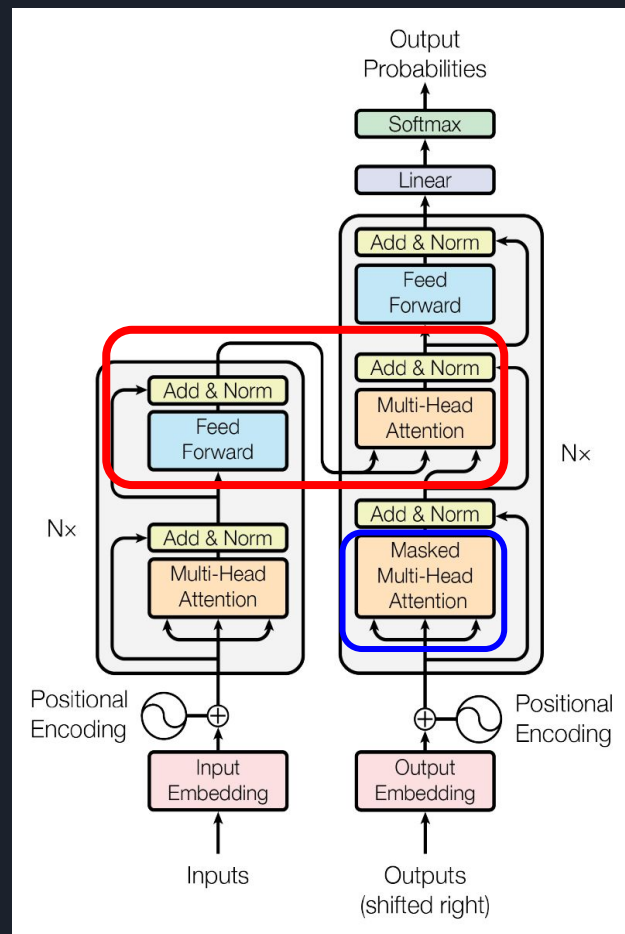 Output
Probabilities
Softmax
Linear
Add & Norm
Feed
Forward
Add & Norm
Multi-Head
Attention
Nx
Add & Norm
Masked
Multi-Head
Attention
Add & Norm
Feed
Forward
Nx
Add & Norm
Multi-Head
Attention
Positional
Encoding
Positional
Encoding
Input
Embedding
Output
Embedding
Inputs
Outputs
(shifted right)